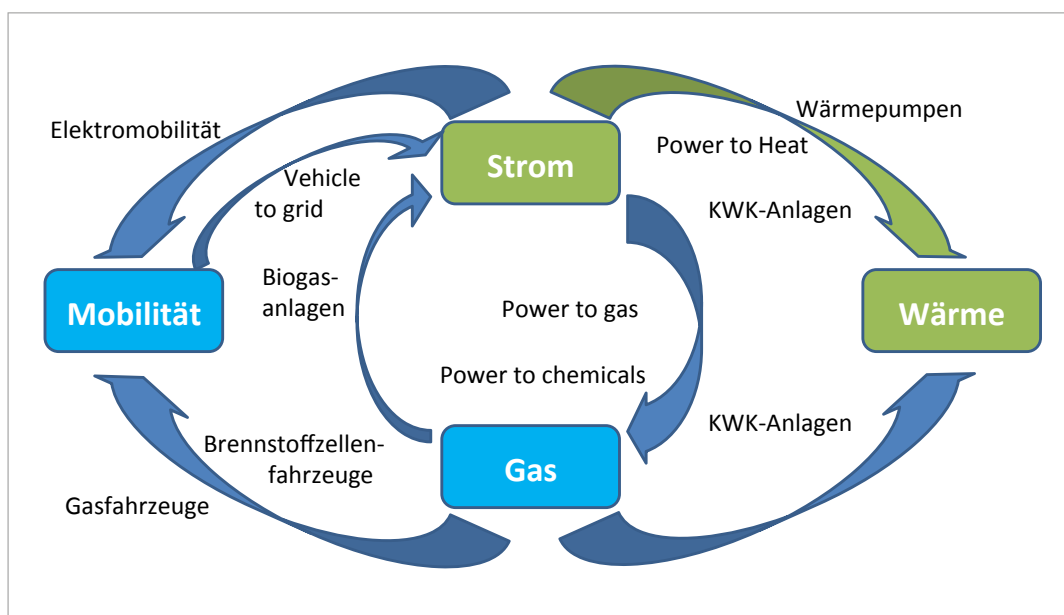 Elektromobilität
Wärmepumpen
Strom
Power to Heat
Vehicle
to grid
KWK-Anlagen
Biogas-
anlagen
Mobilität
Power to gas
Wärme
Power to chemicals
KWK-Anlagen
Brennstoffzellen-
fahrzeuge
Gas
Gasfahrzeuge